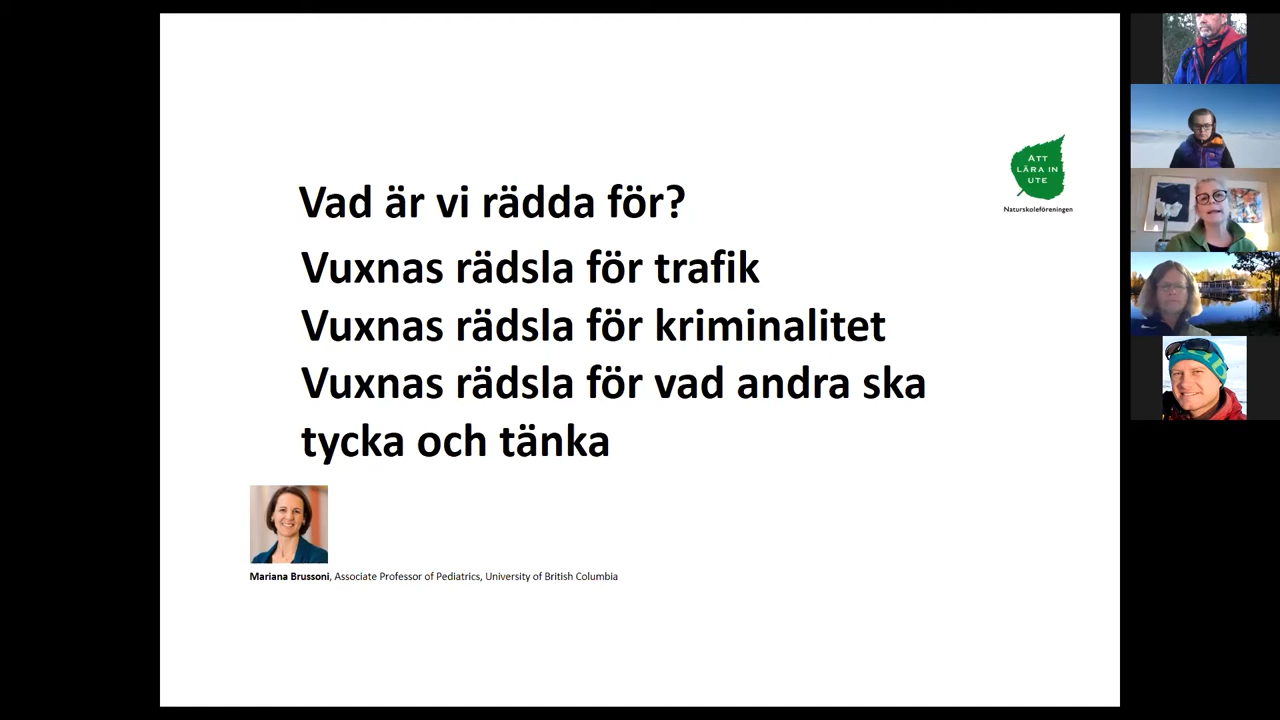 ATT
LÄRA IN
UTE
Naturskoleföreningen
Vad är vi rädda för?
Vuxnas rädsla för trafik
Vuxnas rädsla för kriminalitet
Vuxnas rädsla för vad andra ska
tycka och tänka
Mariana Brussoni, Associate Professor of Pediatrics, University of British Columbia